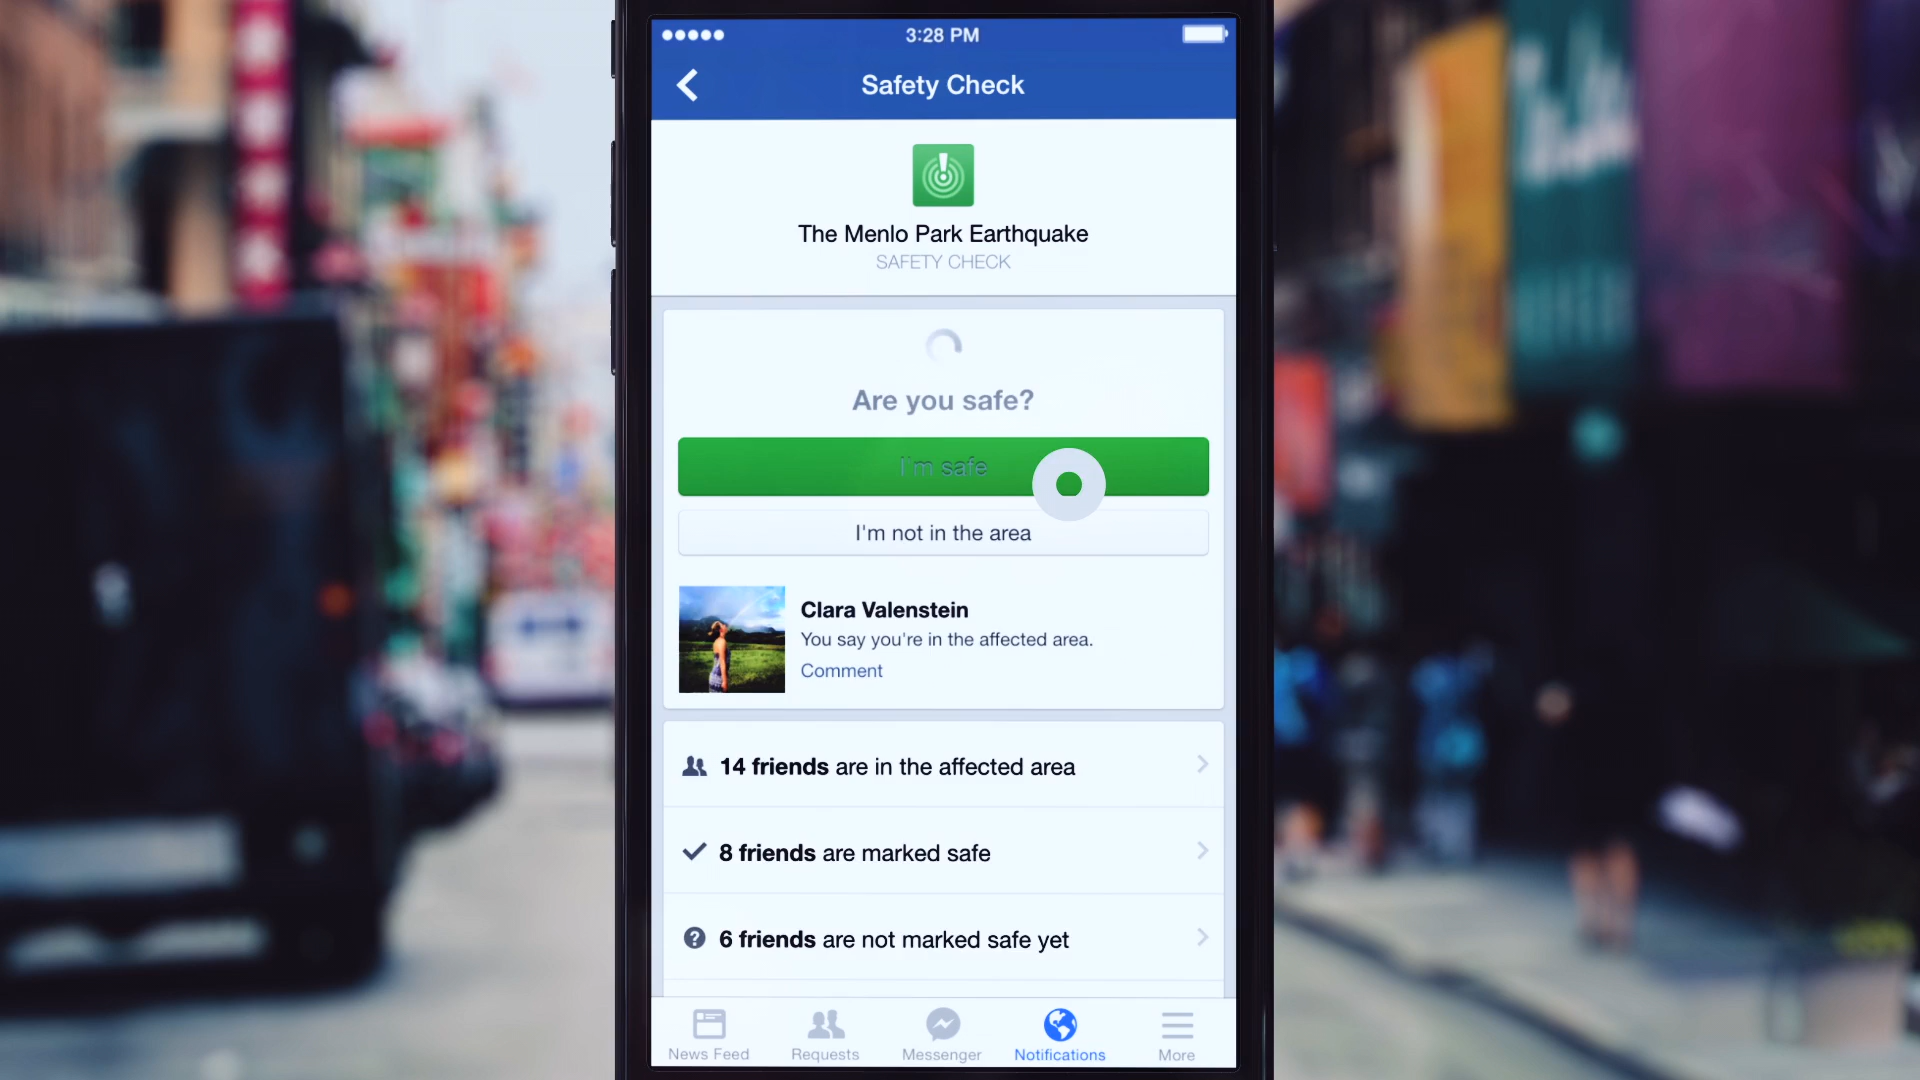 3:28 PM
Safety Check
The Menlo Park Earthquake
SAFETY CHECK
Are you safe?
I'm safe
I'm not in the area
Clara Valenstein
You say you're in the affected area.
Comment
14 friends are in the affected area
8 friends are marked safe
6 friends are not marked safe yet
News Feed
Requests
Messenger
Notifications
More